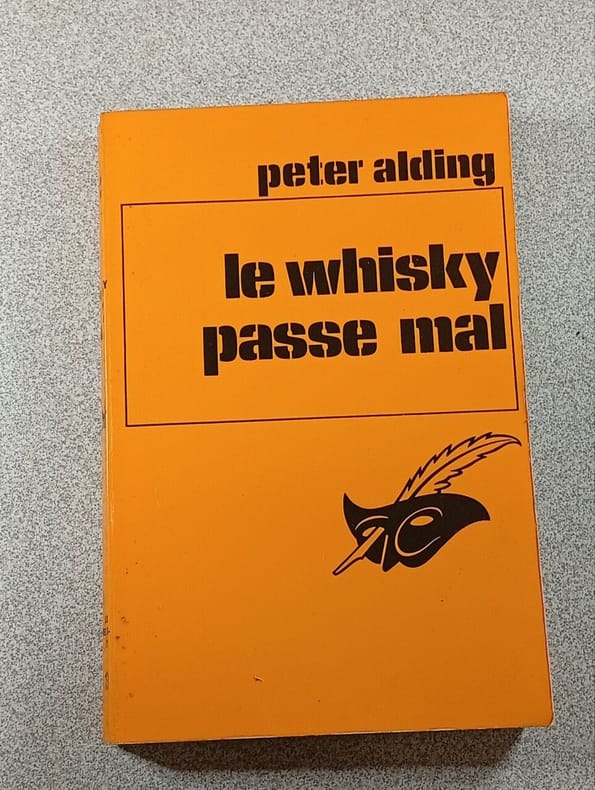 peter alding
le whisky
passe mal